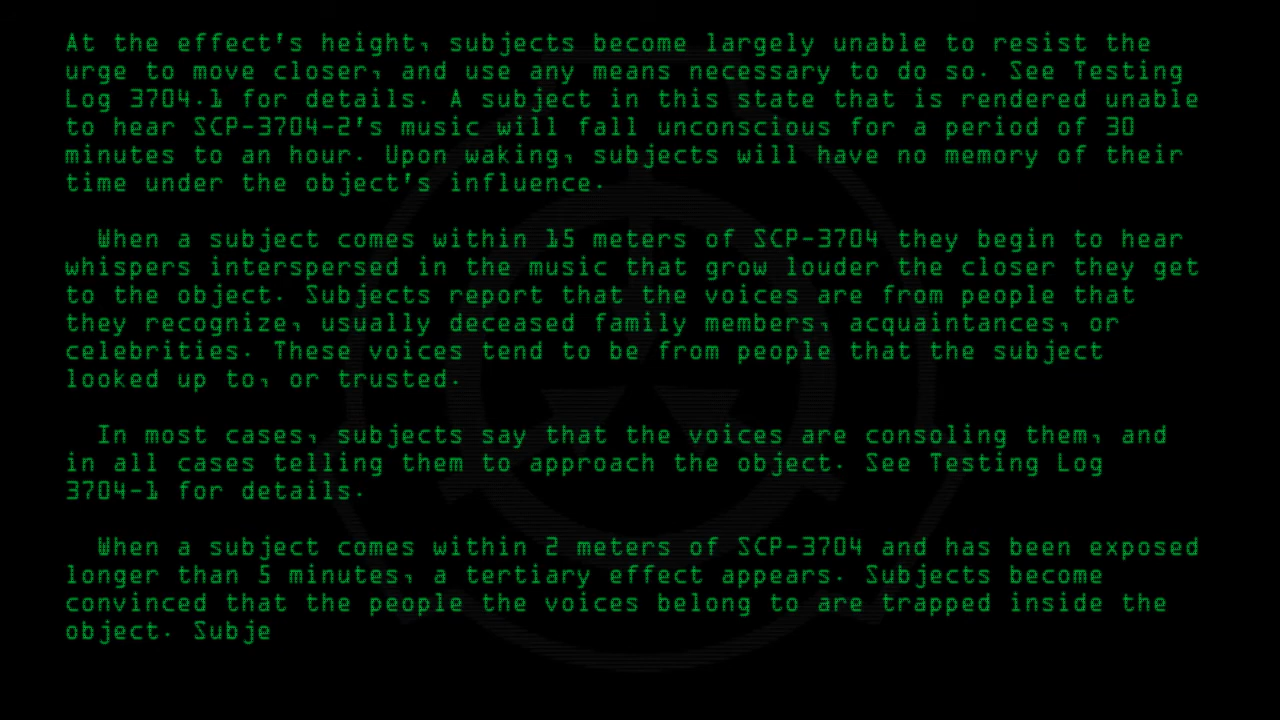 At the effect's height, subjects become largely unable to resist the
urge to move closer, and use any means necessary to do so. See Testing
Log 3704.1 for details. A subject in this state that is rendered unable
to hear SCP-3704-2's music will fall unconscious for a period of 30
minutes to an hour. Upon waking, subjects will have no memory of their
time under the object's influence.
When a subject comes within 15 meters of SCP-3704 they begin to hear
whispers interspersed in the music that grow louder the closer they get
to the object. Subjects report that the voices are from people that
they recognize, usually deceased family members, acquaintances, or
celebrities. These voices tend to be from people that the subject
looked up to, or trusted.
In most cases, subjects say that the voices are consoling them, and
in all cases telling them to approach the object. See Testing Log
3704-1 for details.
When a subject comes within 2 meters of SCP-3704 and has been exposed
longer than 5 minutes, a tertiary effect appears. Subjects become
convinced that the people the voices belong to are trapped inside the
object. Subje